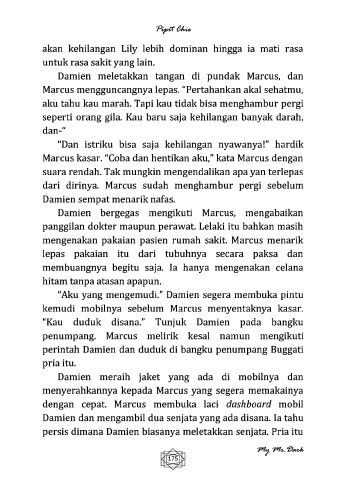 Pipit Chie
akan kehilangan Lily lebih dominan hingga ia mati rasa
untuk rasa sakit yang lain.
Damien meletakkan tangan di pundak Marcus, dan
Marcus mengguncangnya lepas. “Pertahankan akal sehatmu,
aku tahu kau marah. Tapi kau tidak bisa menghambur pergi
seperti orang gila. Kau baru saja kehilangan banyak darah,
dan-“
“Dan istriku bisa saja kehilangan nyawanya!” hardik
Marcus kasar. “Coba dan hentikan aku,” kata Marcus dengan
suara rendah. Tak mungkin mengendalikan apa yan terlepas
dari dirinya. Marcus sudah menghambur pergi sebelum
Damien sempat menarik nafas.
Damien bergegas mengikuti Marcus, mengabaikan
panggilan dokter maupun perawat. Lelaki itu bahkan masih
mengenakan pakaian pasien rumah sakit. Marcus menarik
lepas pakaian itu dari tubuhnya secara paksa dan
membuangnya begitu saja. Ia hanya mengenakan celana
hitam tanpa atasan apapun.
“Aku yang mengemudi.” Damien segera membuka pintu
kemudi mobilnya sebelum Marcus menyentaknya kasar.
“Kau duduk disana.” Tunjuk Damien pada bangku
penumpang. Marcus melirik kesal namun mengikuti
perintah Damien dan duduk di bangku penumpang Buggati
pria itu.
Damien meraih jaket yang ada di mobilnya dan
menyerahkannya kepada Marcus yang segera memakainya
dengan cepat. Marcus membuka laci dashboard mobil
Damien dan mengambil dua senjata yang ada disana. Ia tahu
persis dimana Damien biasanya meletakkan senjata. Pria itu
My Mr. Dark
175